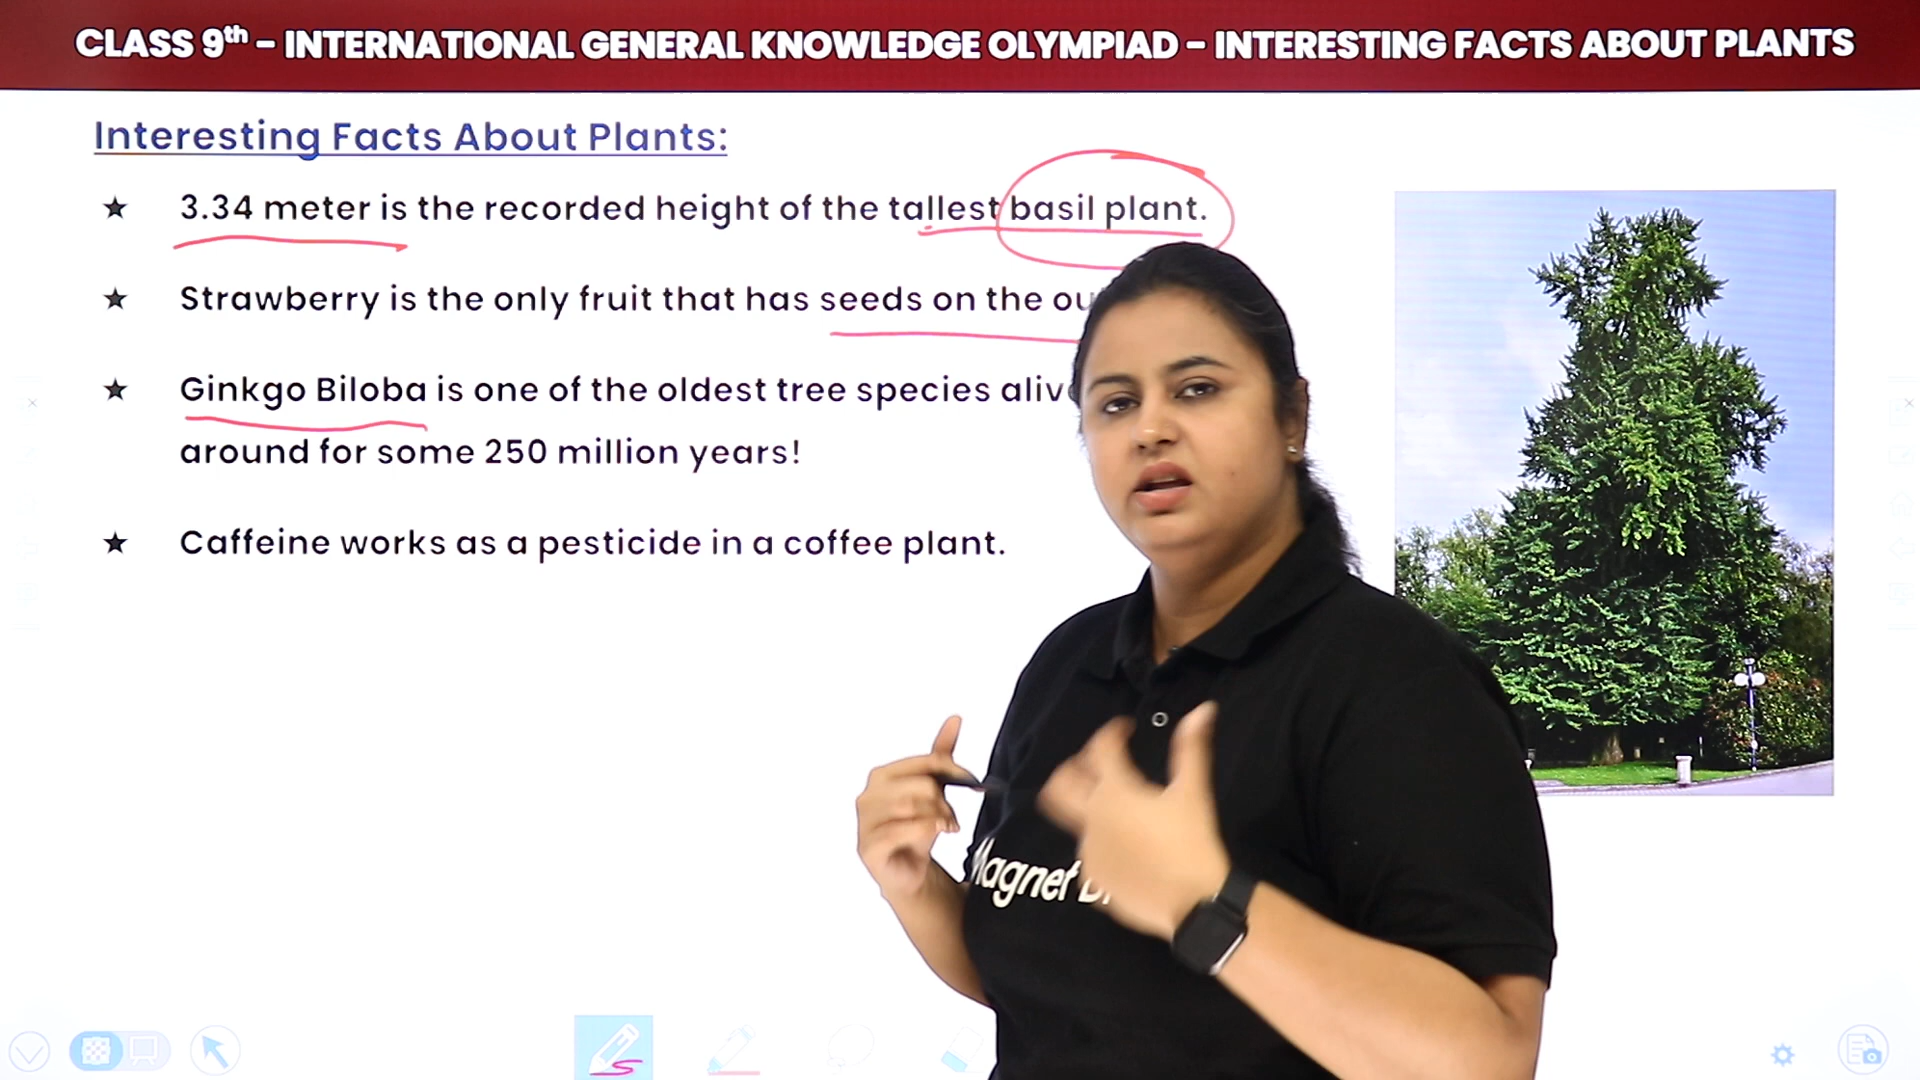 CLASS 9th - INTERNATIONAL GENERAL KNOWLEDGE OLYMPIAD - INTERESTING FACTS ABOUT PLANTS
Interesting Facts About Plants:
★ 3.34 meter is the recorded height of the tallest basil plant.
★ Strawberry is the only fruit that has seeds on the
★ Ginkgo Biloba is one of the oldest tree species
around for some 250 million years!
★ Caffeine works as a pesticide in a coffee plant.
Magnet